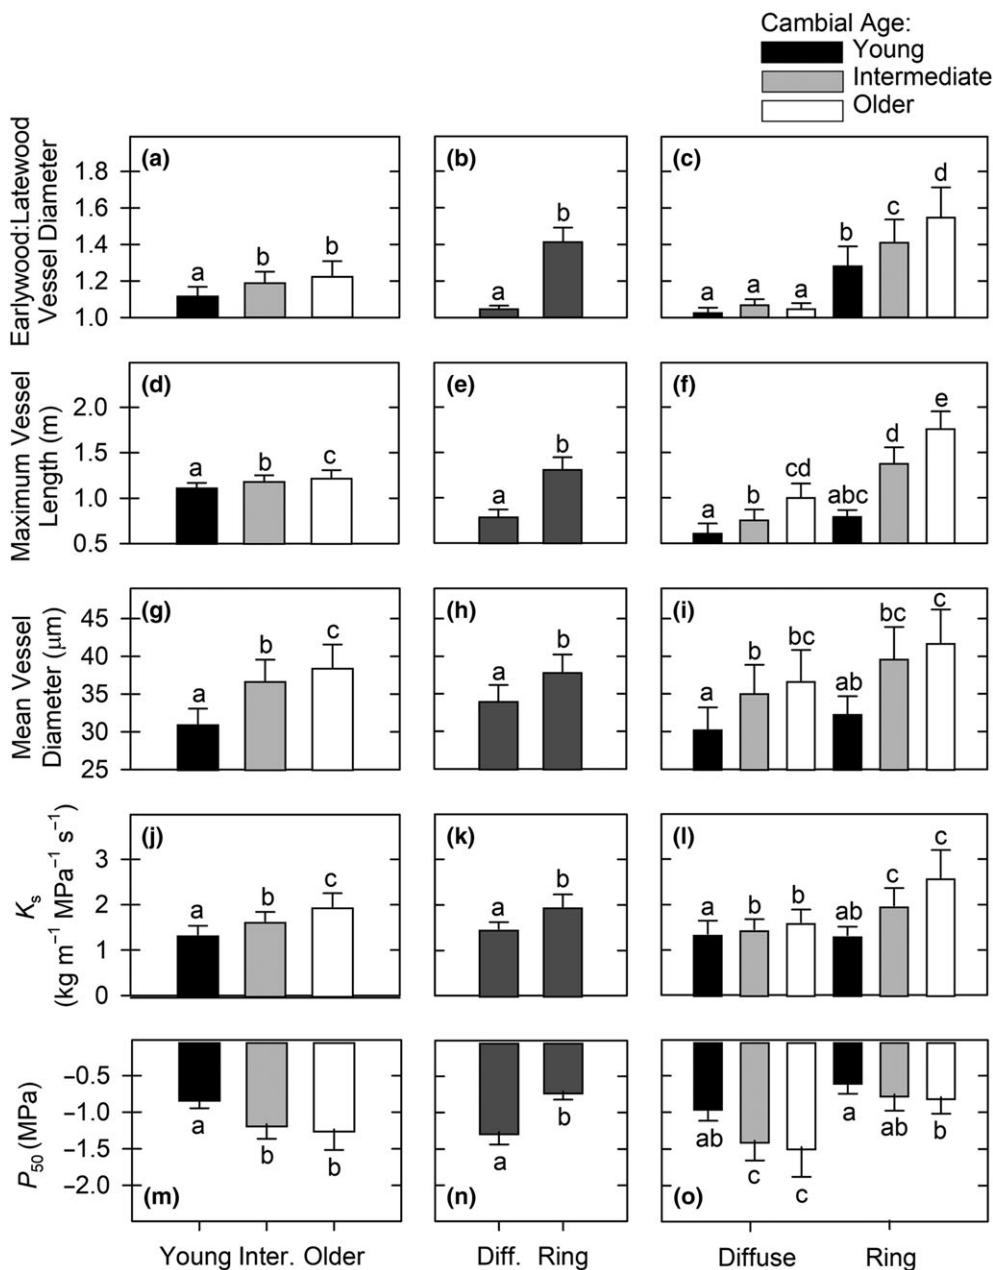 Cambial Age:
Young
Intermediate
Older
Earlywood:Latewood
Vessel Diameter
1.8
1.6
1.4
1.2
1.0
(a)
a
b
b
(b)
a
b
(c)
a
a
a
b
c
d
Maximum Vessel
Length (m)
2.0
1.5
1.0
0.5
(d)
a
b
c
(e)
a
b
(f)
a
b
cd
abc
d
e
Mean Vessel
Diameter (µm)
45
40
35
30
25
(g)
a
b
c
(h)
a
b
(i)
a
b
bc
ab
bc
c
Kₛ
(kg m⁻¹ MPa⁻¹ s⁻¹)
3
2
1
0
(j)
a
b
c
(k)
a
b
(l)
a
b
b
ab
c
c
P₅₀ (MPa)
−0.5
−1.0
−1.5
−2.0
a
b
b
(m)
a
b
(n)
ab
c
c
a
ab
b
(o)
Young Inter. Older
Diff. Ring
Diffuse Ring